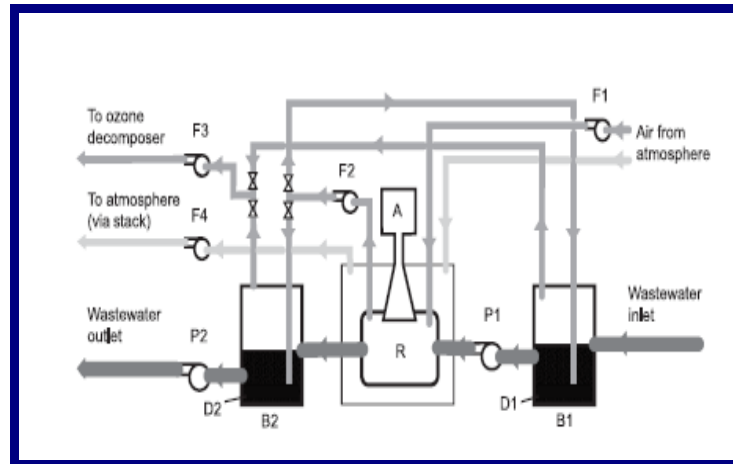 F1
To ozone
decomposer
F3
Air from
atmosphere
F2
To atmosphere
(via stack)
F4
A
Wastewater
outlet
P2
P1
Wastewater
inlet
R
D2
B2
D1
B1